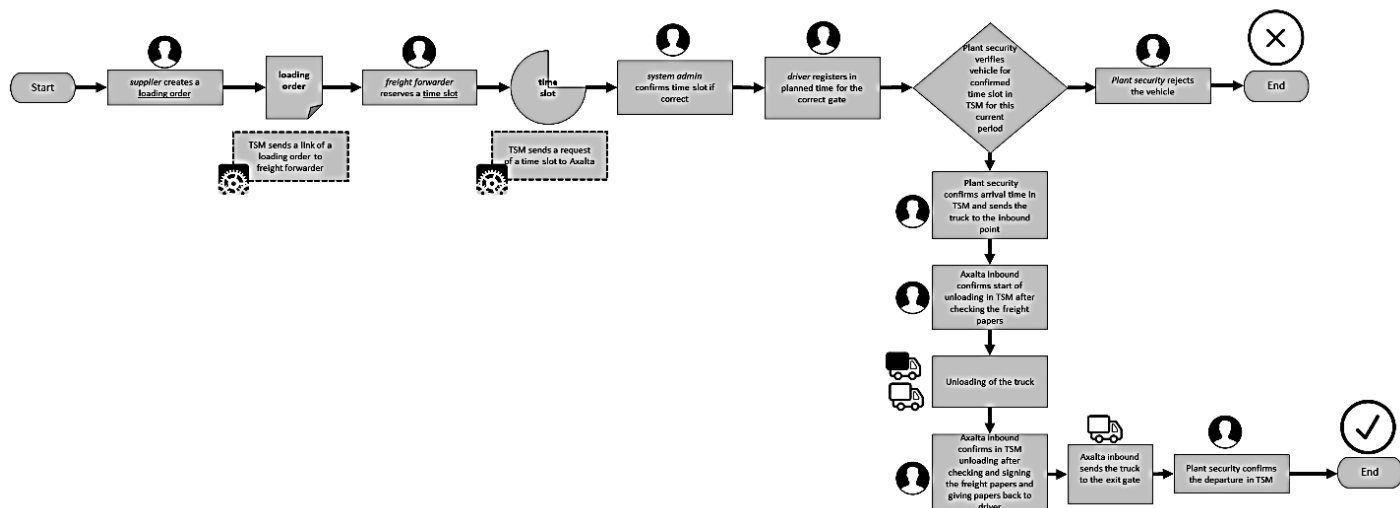 Start
supplier creates a
loading order
loading
order
TSM sends a link of a
loading order to
freight forwarder
freight forwarder
reserves a time slot
time
slot
TSM sends a request
of a time slot to Axalta
system admin
confirms time slot if
correct
driver registers in
planned time for the
correct gate
Plant security
verifies
vehicle for
confirmed
time slot in
TSM for this
current
period
Plant security rejects
the vehicle
End
Plant security
confirms arrival time in
TSM and sends the
truck to the inbound
point
Axalta Inbound
confirms start of
unloading in TSM after
checking the freight
papers
Unloading of the truck
Axalta inbound
confirms in TSM
unloading after
checking and signing
the freight papers and
giving papers back to
driver
Axalta inbound
sends the truck
to the exit gate
Plant security confirms
the departure in TSM
End